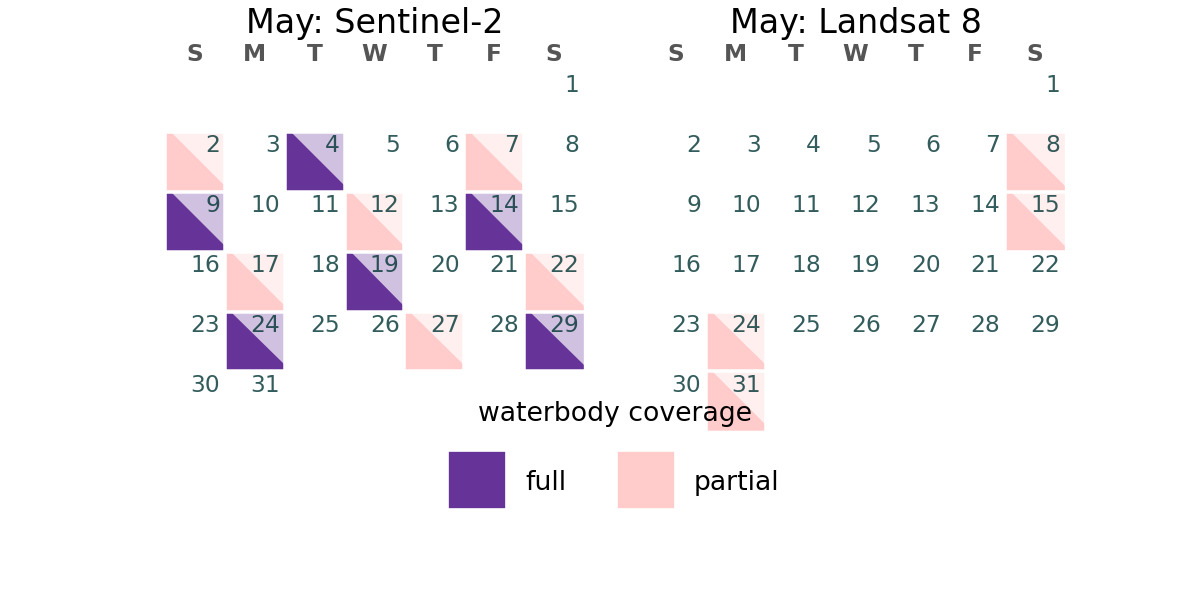 May: Sentinel-2
S M T W T F S
1
2 3 4 5 6 7 8
9 10 11 12 13 14 15
16 17 18 19 20 21 22
23 24 25 26 27 28 29
30 31
May: Landsat 8
S M T W T F S
1
2 3 4 5 6 7 8
9 10 11 12 13 14 15
16 17 18 19 20 21 22
23 24 25 26 27 28 29
30 31
waterbody coverage
full partial